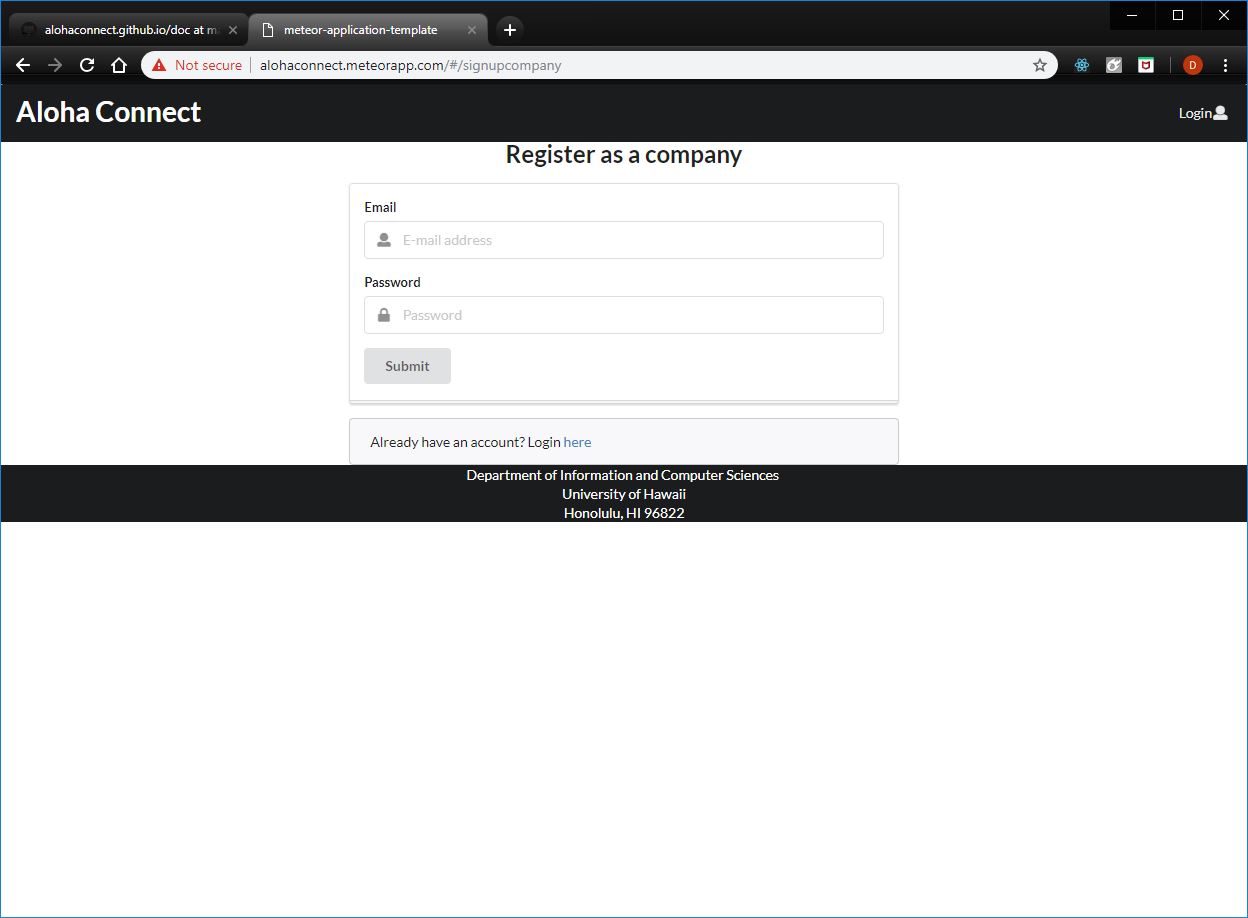 alohaconnect.github.io/doc at m
meteor-application-template
Not secure
alohaconnect.meteorapp.com/#/signupcompany
D
Aloha Connect
Login
Register as a company
Email
E-mail address
Password
Password
Submit
Already have an account? Login here
Department of Information and Computer Sciences
University of Hawaii
Honolulu, HI 96822